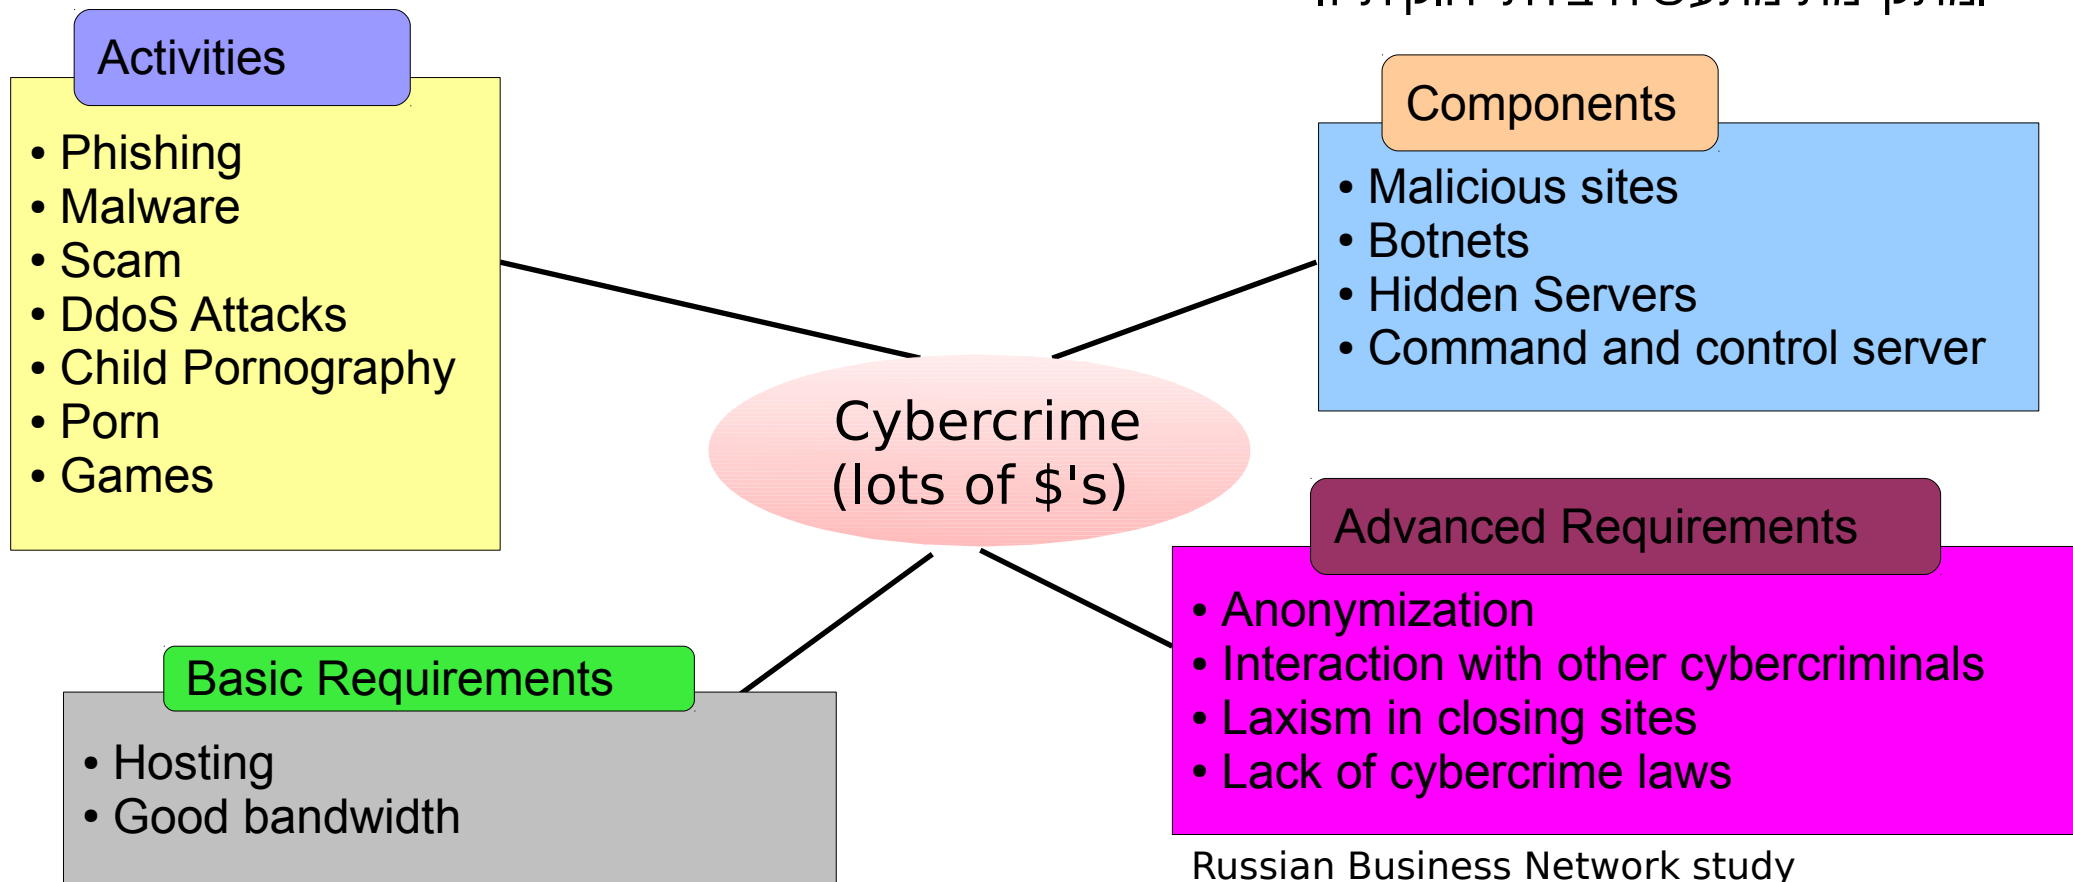 Activities
• Phishing
• Malware
• Scam
• DdoS Attacks
• Child Pornography
• Porn
• Games
Components
• Malicious sites
• Botnets
• Hidden Servers
• Command and control server
Cybercrime
(lots of $'s)
Advanced Requirements
• Anonymization
• Interaction with other cybercriminals
• Laxism in closing sites
• Lack of cybercrime laws
Basic Requirements
• Hosting
• Good bandwidth
Russian Business Network study